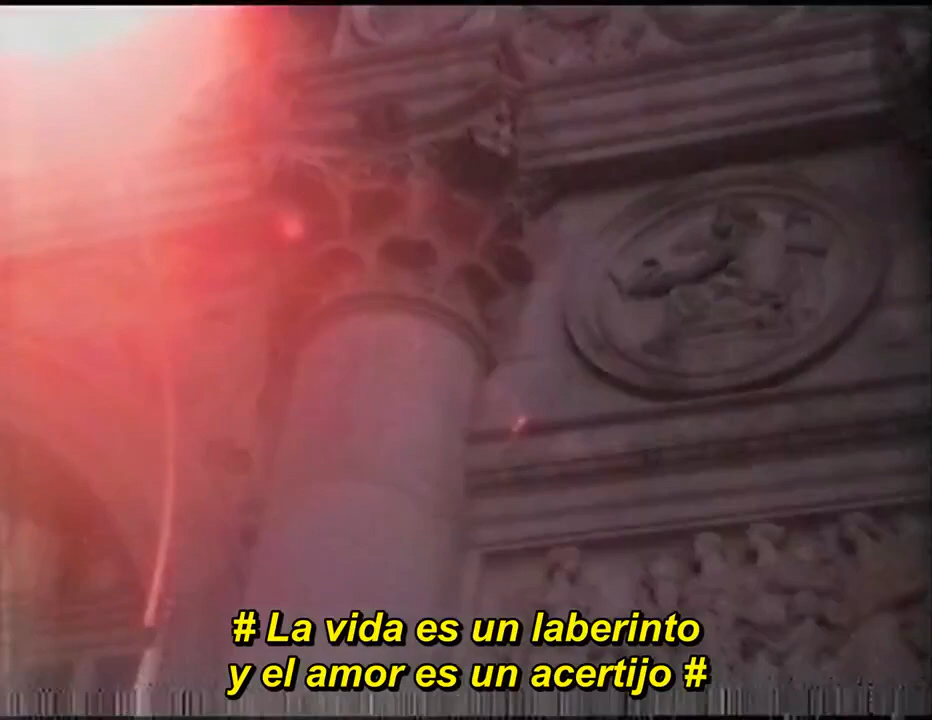 # La vida es un laberinto
y el amor es un acertijo #